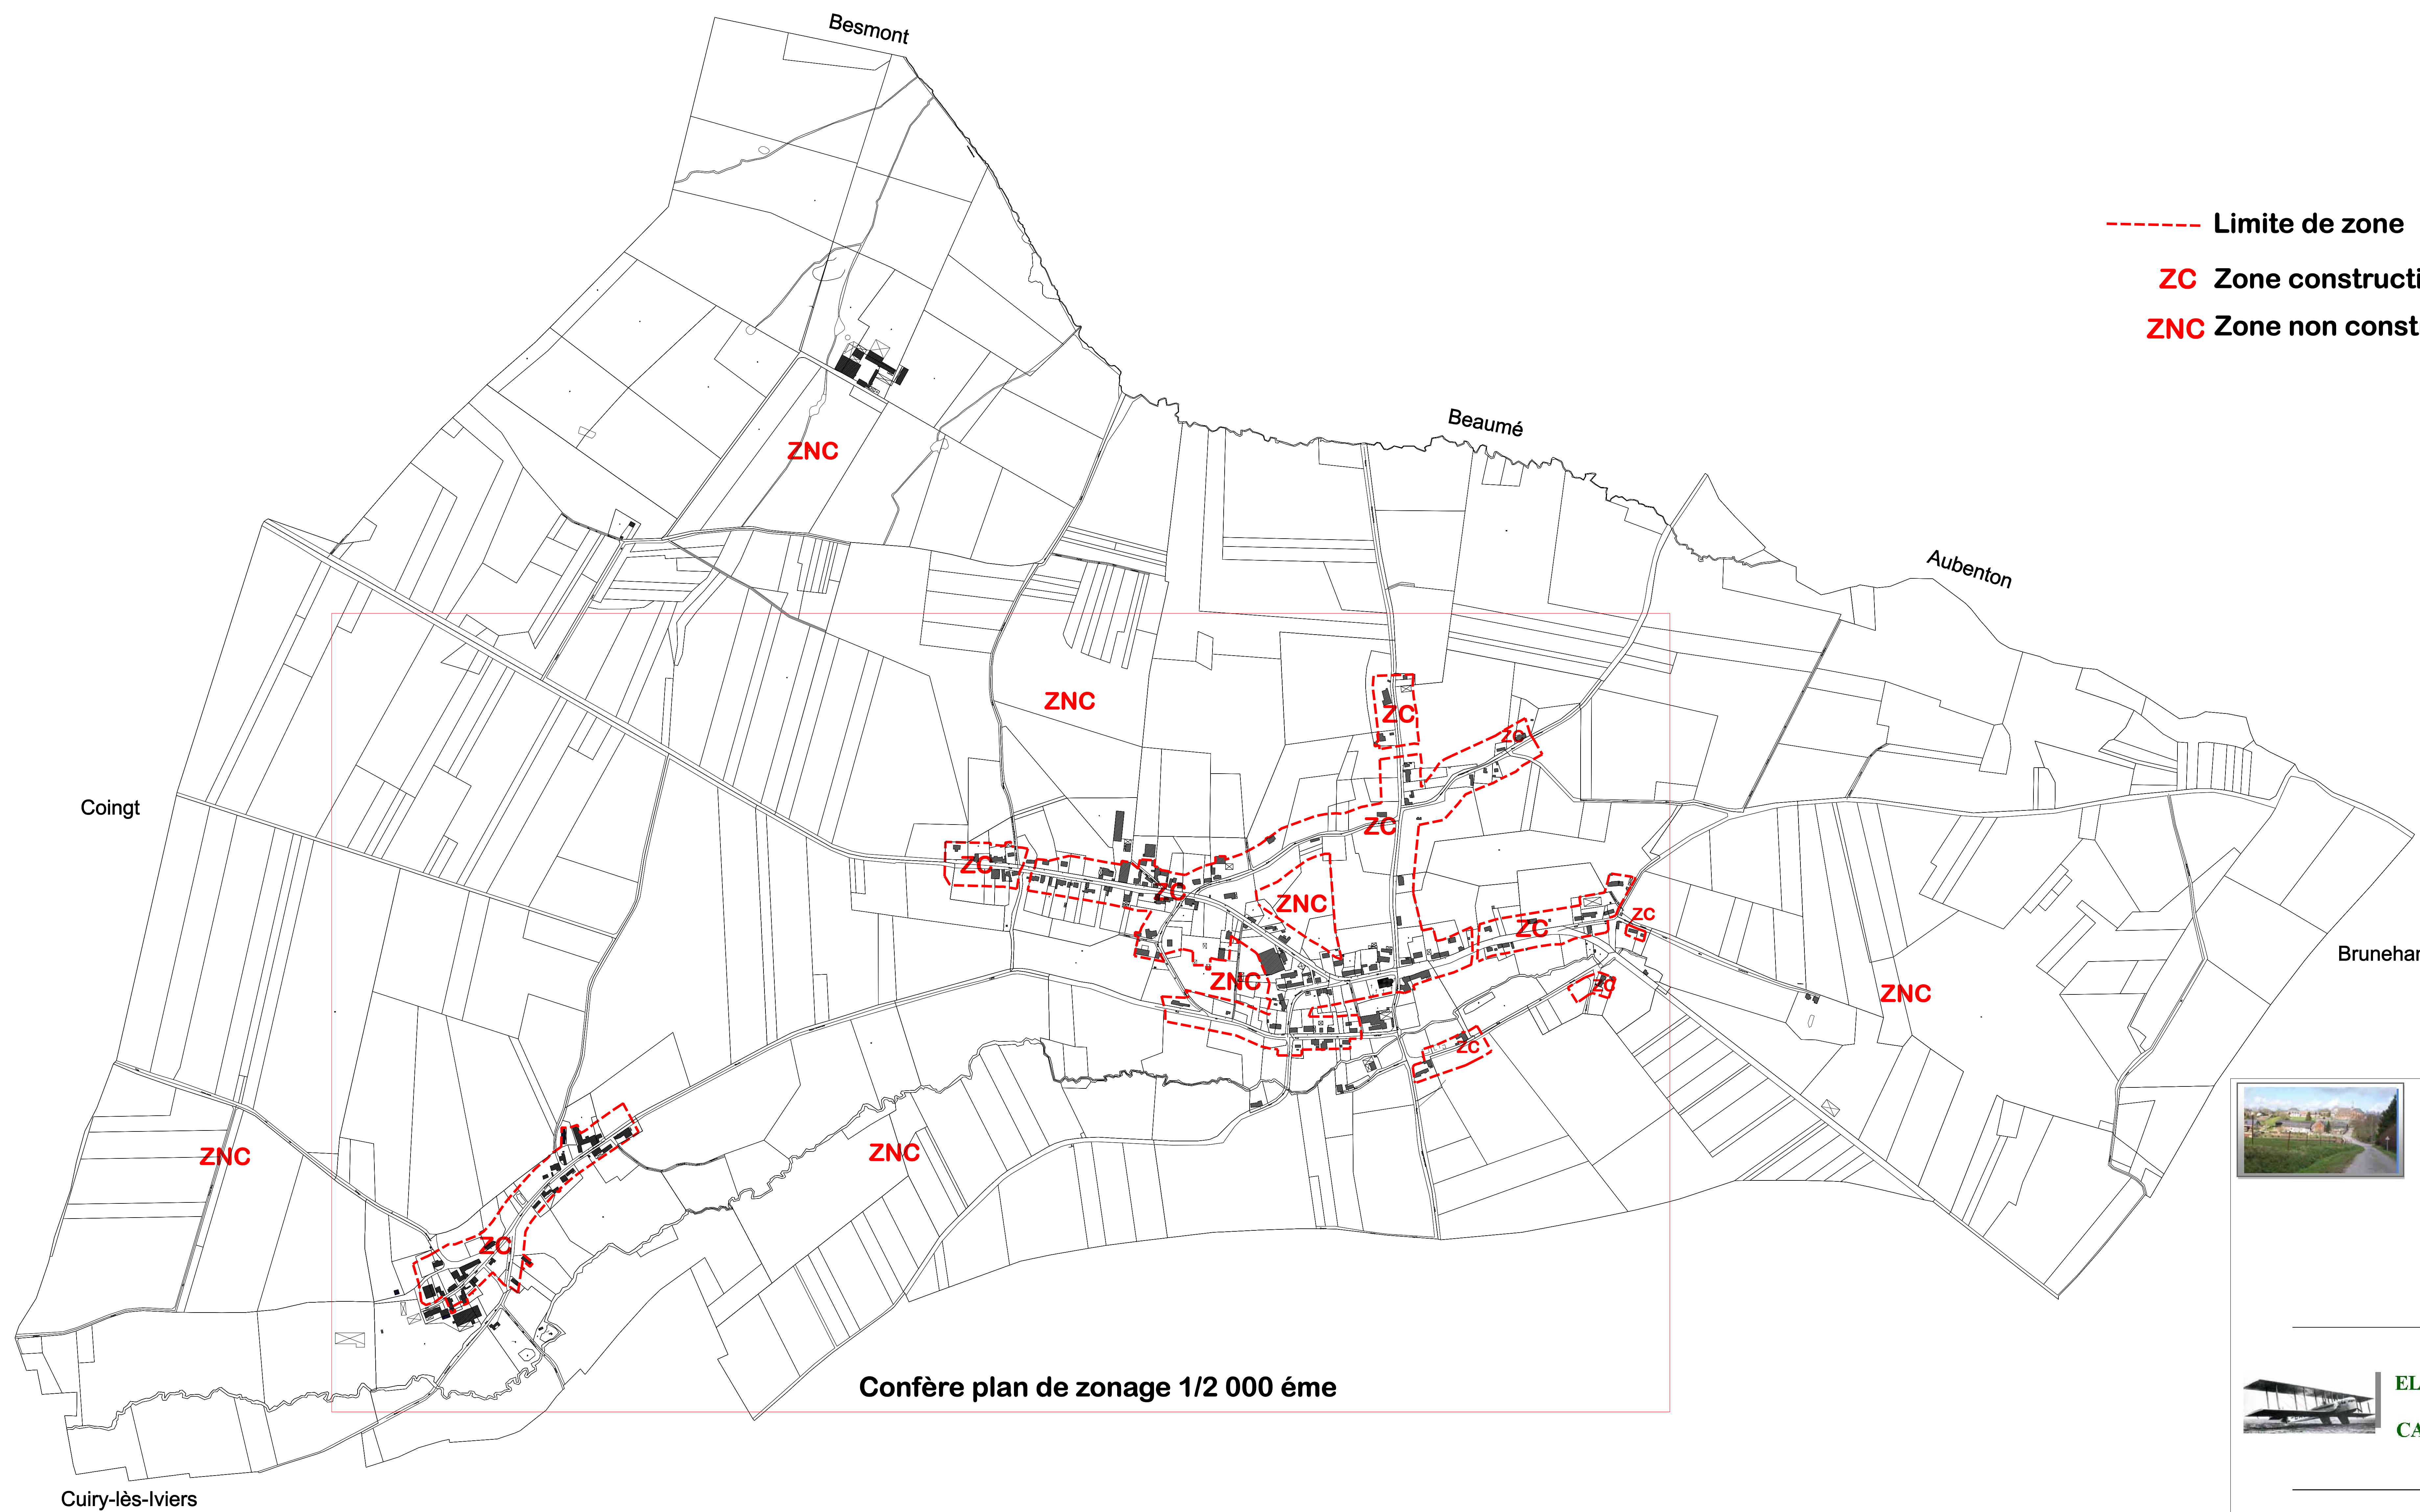 Besmont
Limite de zone
ZC Zone constructi
ZNC Zone non const
Beaumé
ZNC
Aubenton
ZNC
ZC
ZC
Coingt
ZC
ZC
ZC
ZNC
ZC
ZC
Brunehar
ZNC
ZC
ZNC
ZC
ZNC
ZNC
ZC
Confère plan de zonage 1/2 000 éme
EL
CA
Cuiry-lès-Iviers